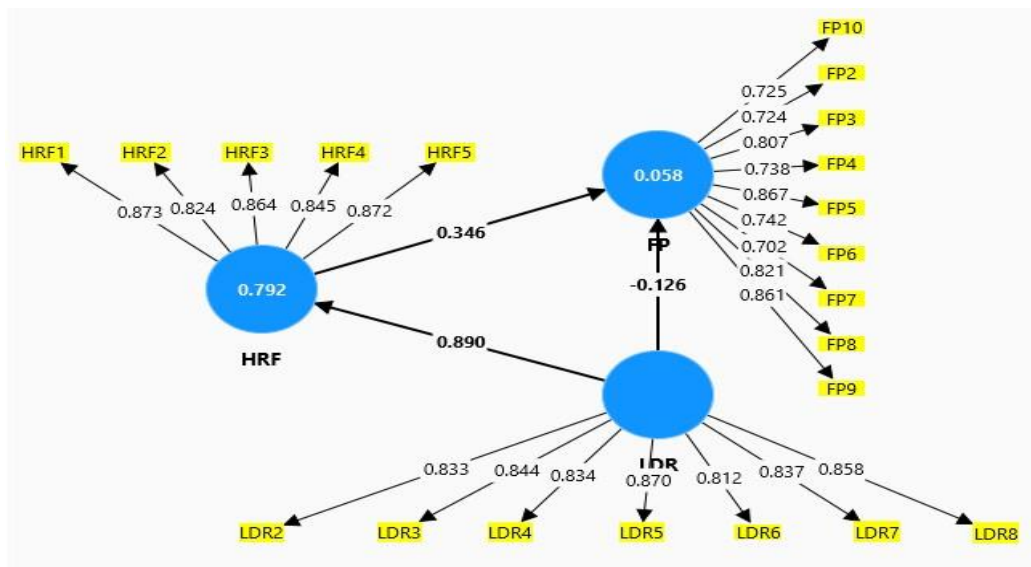 FP10
FP2
FP3
FP4
FP5
FP6
FP7
FP8
FP9
0.725
0.724
0.807
0.738
0.867
0.742
0.702
0.821
0.861
HRF1 HRF2 HRF3 HRF4 HRF5
0.873 0.824 0.864 0.845 0.872
0.058
FP
0.346
-0.126
0.792
HRF
0.890
LDR
0.833 0.844 0.834 0.870 0.812 0.837 0.858
LDR2 LDR3 LDR4 LDR5 LDR6 LDR7 LDR8